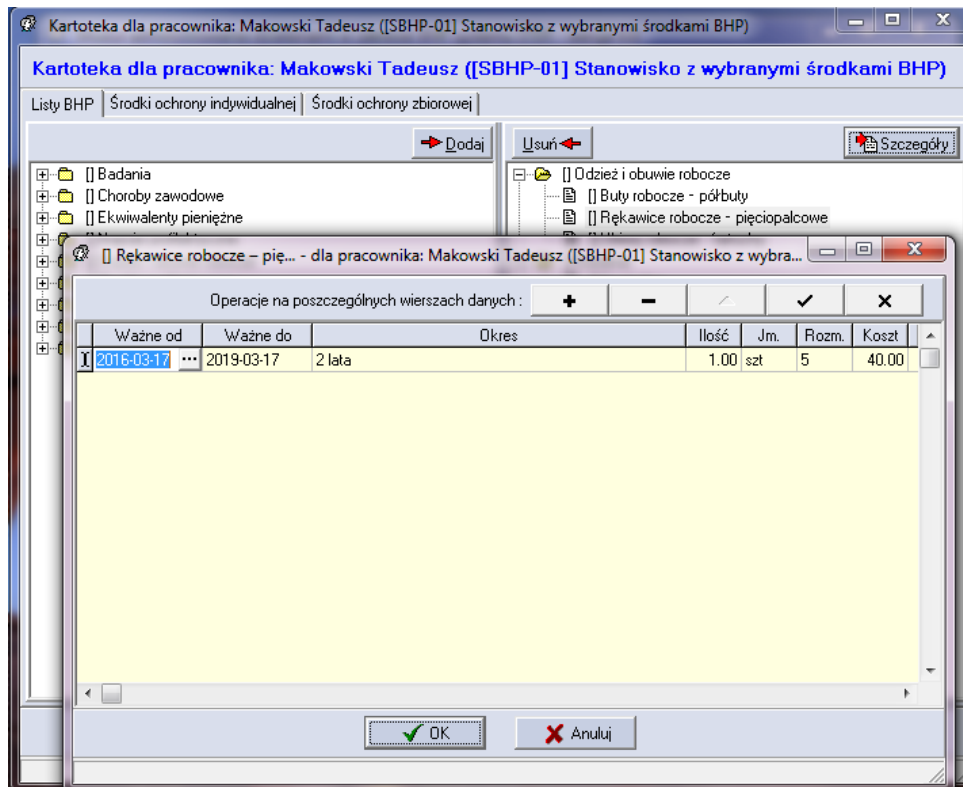 Kartoteka dla pracownika: Makowski Tadeusz ([SBHP-01] Stanowisko z wybranymi środkami BHP)
Kartoteka dla pracownika: Makowski Tadeusz ([SBHP-01] Stanowisko z wybranymi środkami BHP)
Listy BHP Środki ochrony indywidualnej Środki ochrony zbiorowej
Dodaj Usuń Szczegóły
[] Badania [] Odzież i obuwie robocze
[] Choroby zawodowe [] Buty robocze - półbuty
[] Ekwiwalenty pieniężne [] Rękawice robocze - pięciopalcowe
[] Rękawice robocze – pię... - dla pracownika: Makowski Tadeusz ([SBHP-01] Stanowisko z wybra...
Operacje na poszczególnych wierszach danych :
Ważne od Ważne do Okres Ilość Jm. Rozm. Koszt
2016-03-17 ... 2019-03-17 2 lata 1.00 szt 5 40.00
OK Anuluj